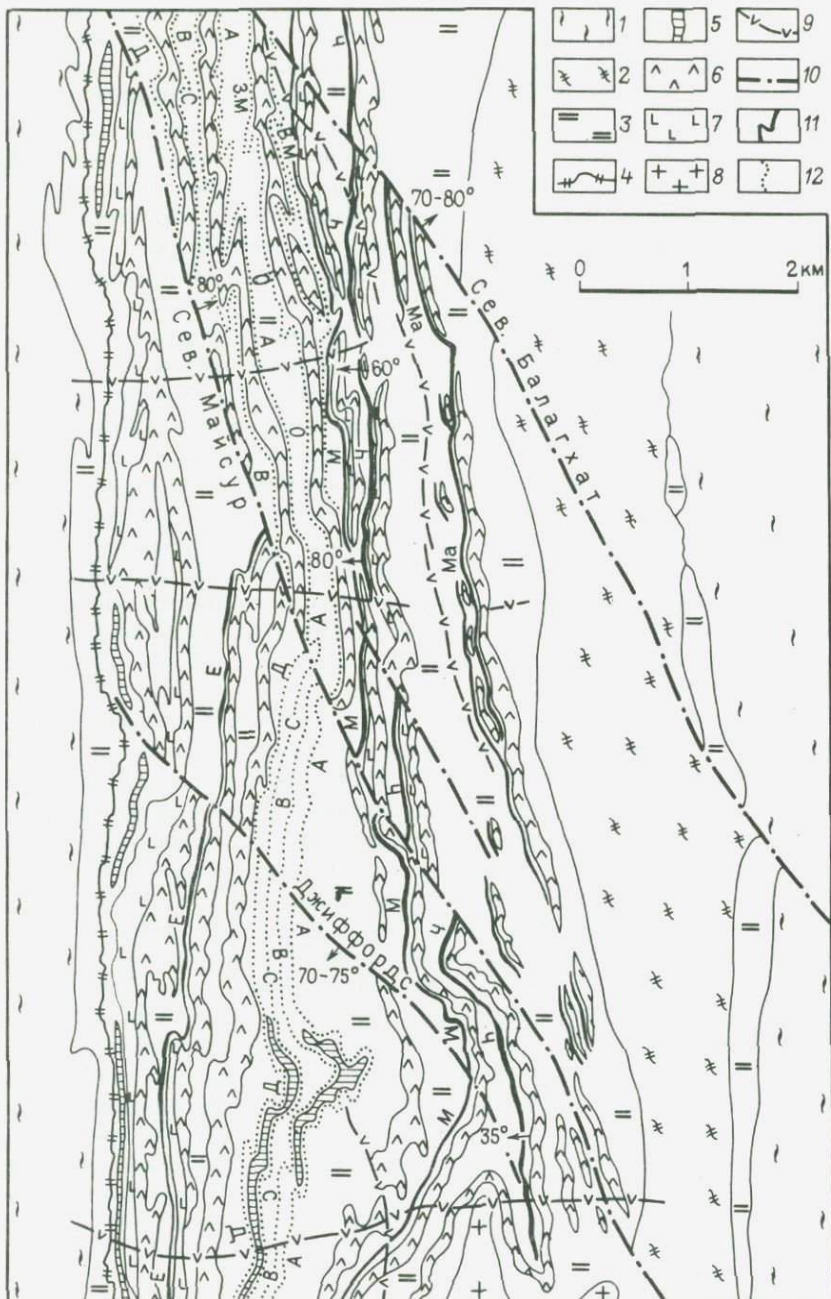 1
2
3
4
5
6
7
8
9
10
11
12
0 1 2 КМ
Д В С А
ЗМ
ВМ
Ч
Ч
70-80°
80°
Сев. Майсур
Сев. Балагхат
О
А
60°
О
В
М
Ч
Ма
Ма
80°
А
Е
Д
С
В
А
М
Ч
М
Е
Джиффордс
А
В
С
70-75°
Ч
М
М
Д
35°
С
Д
В
А
Е